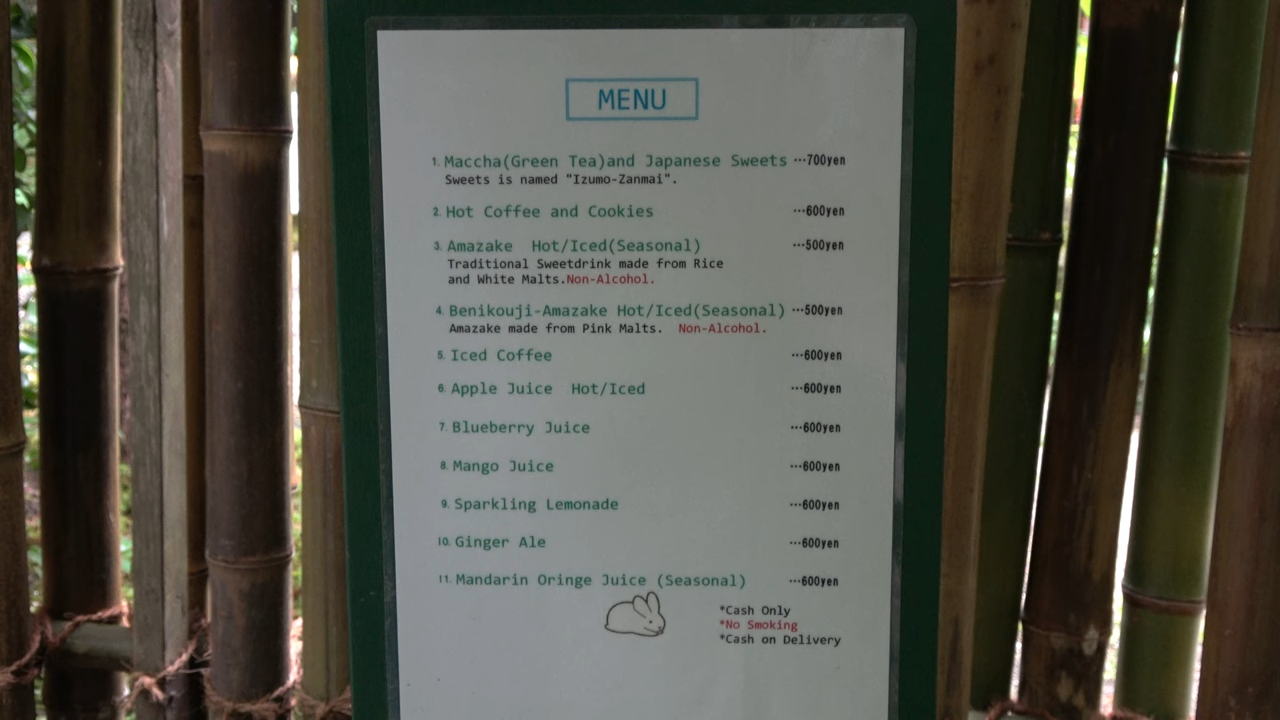 MENU
1. Maccha(Green Tea)and Japanese Sweets ···700yen
Sweets is named "Izumo-Zanmai".
2. Hot Coffee and Cookies ···600yen
3. Amazake Hot/Iced(Seasonal) ···500yen
Traditional Sweetdrink made from Rice
and White Malts.Non-Alcohol.
4. Benikouji-Amazake Hot/Iced(Seasonal) ···500yen
Amazake made from Pink Malts. Non-Alcohol.
5. Iced Coffee ···600yen
6. Apple Juice Hot/Iced ···600yen
7. Blueberry Juice ···600yen
8. Mango Juice ···600yen
9. Sparkling Lemonade ···600yen
10. Ginger Ale ···600yen
11. Mandarin Oringe Juice (Seasonal) ···600yen
*Cash Only
*No Smoking
*Cash on Delivery